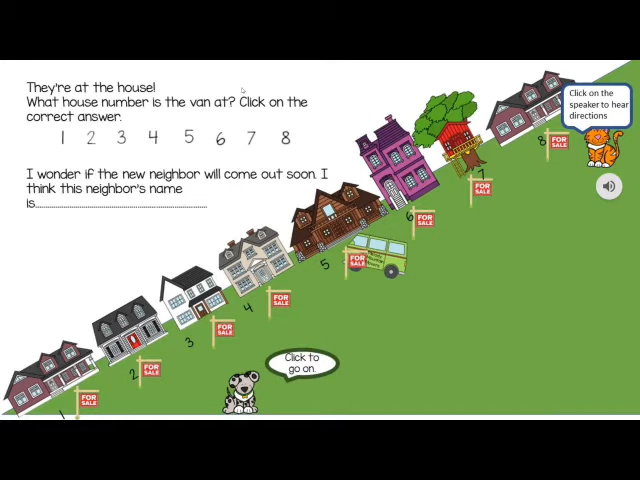 They're at the house!
What house number is the van at? Click on the
correct answer.
1 2 3 4 5 6 7 8
I wonder if the new neighbor will come out soon. I
think this neighbor's name
is................................................................
Click on the
speaker to hear
directions
8
FOR
SALE
7
FOR
SALE
6
FOR
SALE
5
FOR
SALE
4
FOR
SALE
3
FOR
SALE
2
FOR
SALE
1
FOR
SALE
Click to
go on.